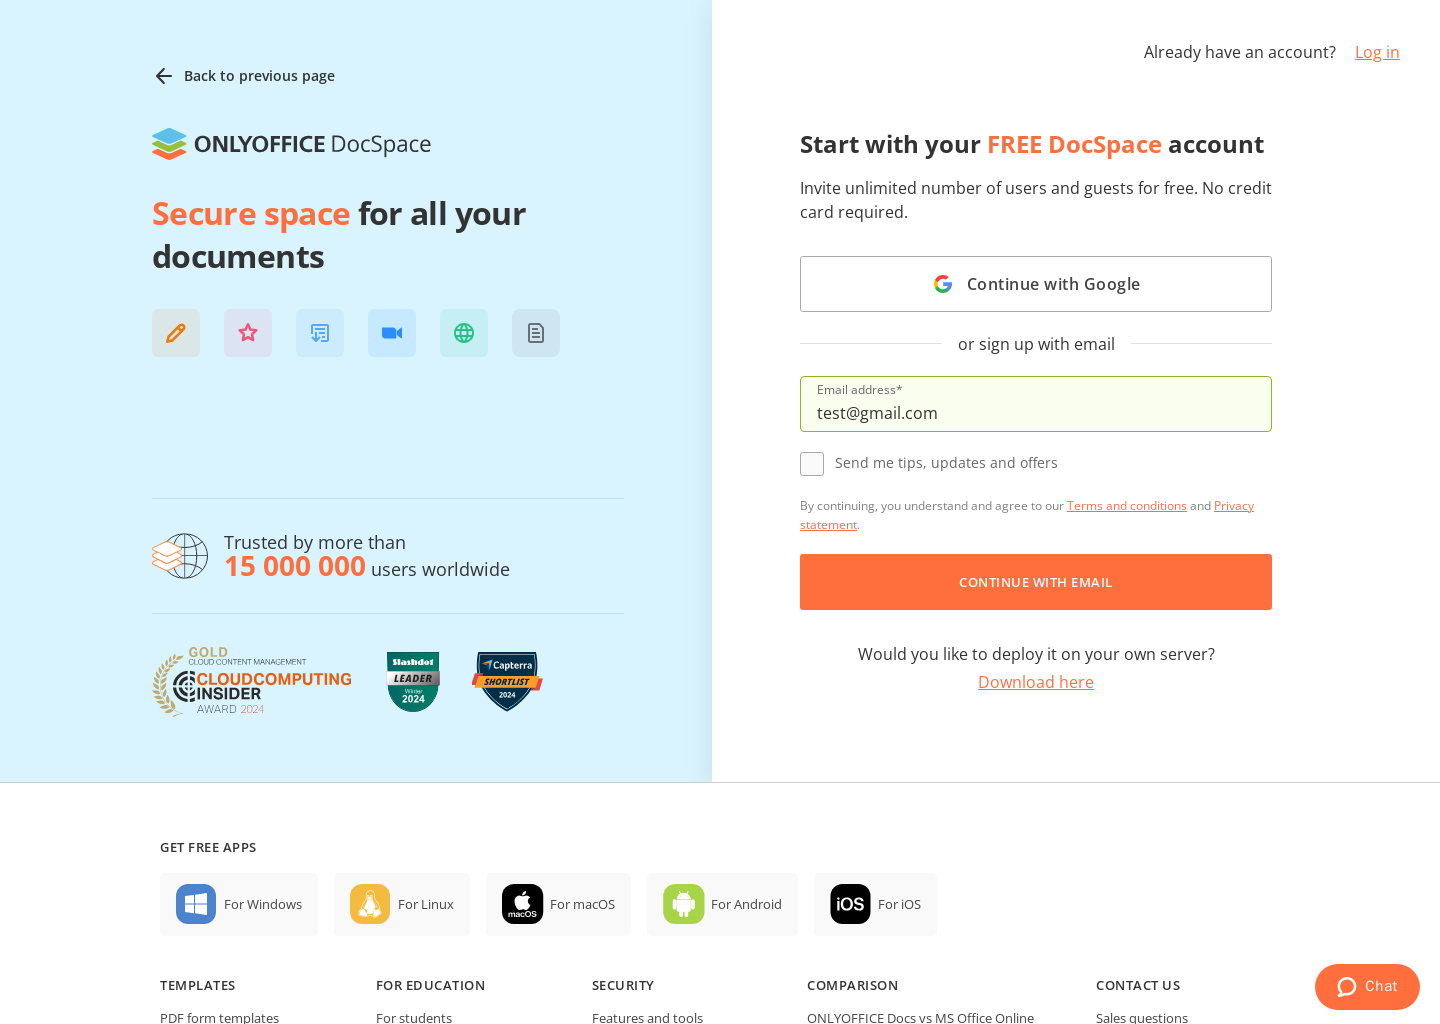 Back to previous page
ONLYOFFICE DocSpace
Secure space for all your
documents
Trusted by more than
15 000 000 users worldwide
GOLD
CLOUD CONTENT MANAGEMENT
CLOUDCOMPUTING
INSIDER
AWARD 2024
Slashdot
LEADER
Winter
2024
Capterra
SHORTLIST
2024
Already have an account? Log in
Start with your FREE DocSpace account
Invite unlimited number of users and guests for free. No credit
card required.
Continue with Google
or sign up with email
Email address*
test@gmail.com
Send me tips, updates and offers
By continuing, you understand and agree to our Terms and conditions and Privacy
statement.
CONTINUE WITH EMAIL
Would you like to deploy it on your own server?
Download here
GET FREE APPS
For Windows
For Linux
macOS
For macOS
For Android
iOS
For iOS
TEMPLATES
PDF form templates
FOR EDUCATION
For students
SECURITY
Features and tools
COMPARISON
ONLYOFFICE Docs vs MS Office Online
CONTACT US
Sales questions
Chat